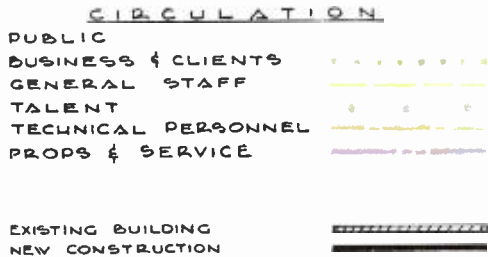 CIRCULATION
PUBLIC
BUSINESS & CLIENTS
GENERAL STAFF
TALENT
TECHNICAL PERSONNEL
PROPS & SERVICE
EXISTING BUILDING
NEW CONSTRUCTION